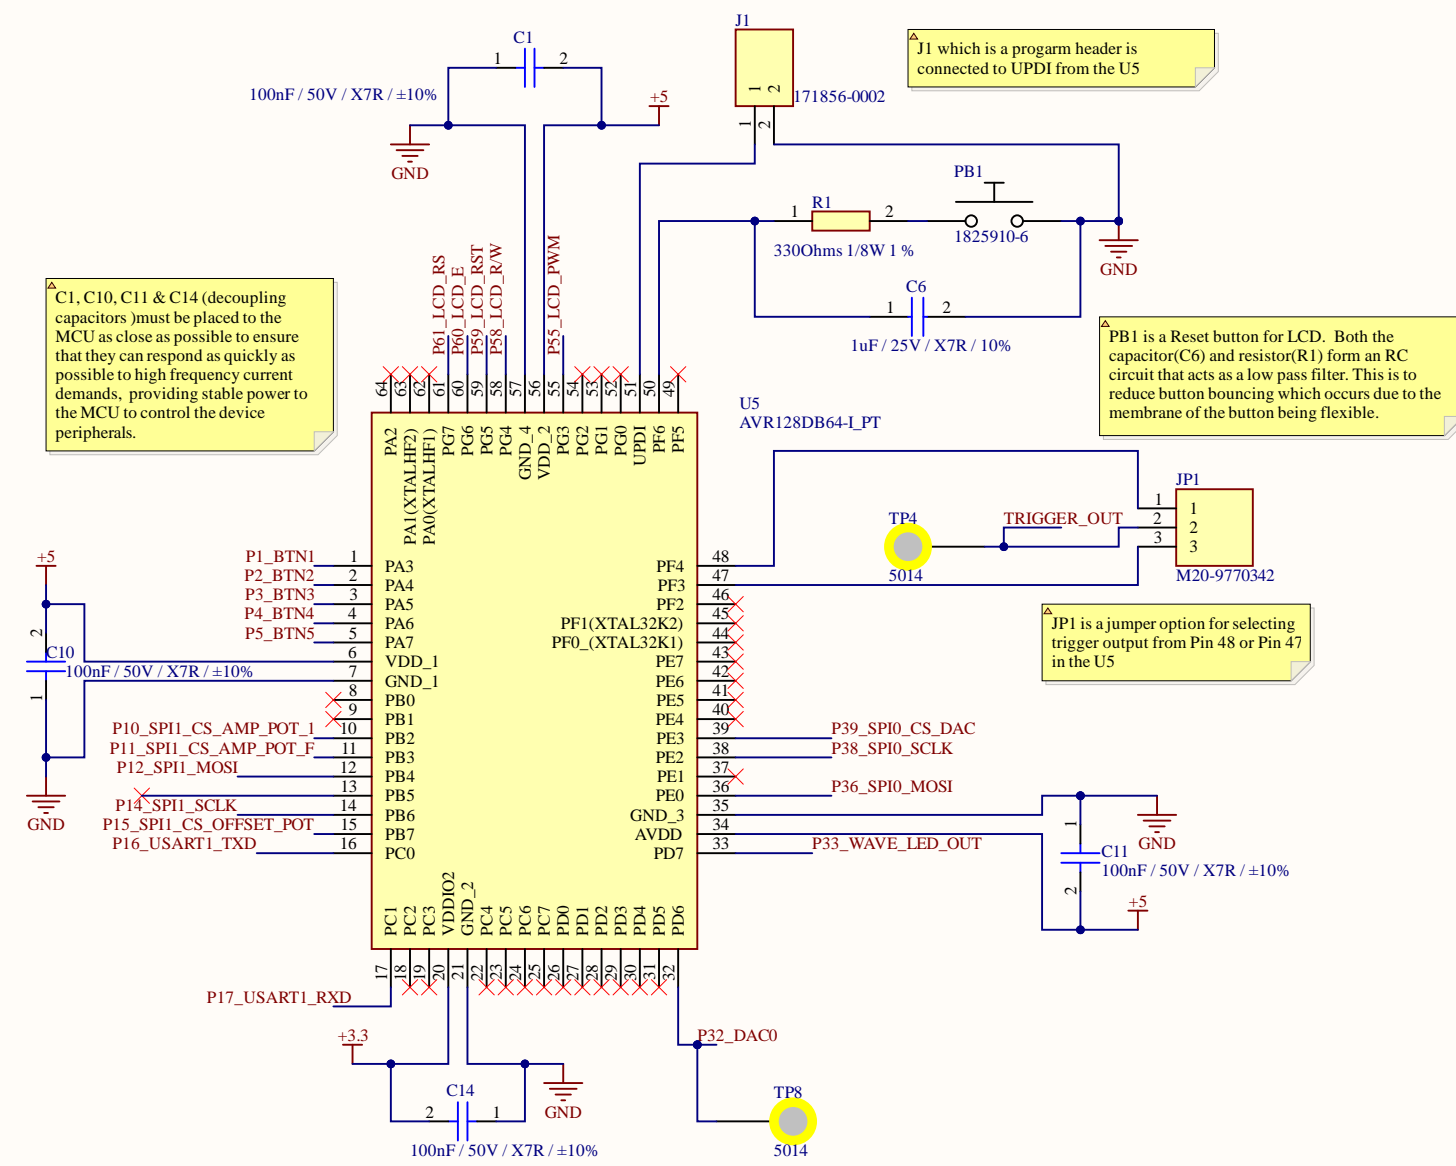 C1
1
2
100nF / 50V / X7R / ±10%
+5
GND
J1
1
2
171856-0002
1
2
J1 which is a progarm header is
connected to UPDI from the U5
PB1
R1
1
2
330Ohms 1/8W 1 %
1825910-6
GND
C6
1
2
1uF / 25V / X7R / 10%
C1, C10, C11 & C14 (decoupling
capacitors )must be placed to the
MCU as close as possible to ensure
that they can respond as quickly as
possible to high frequency current
demands,  providing stable power to
the MCU to control the device
peripherals.
PB1 is a Reset button for LCD.  Both the
capacitor(C6) and resistor(R1) form an RC
circuit that acts as a low pass filter. This is to
reduce button bouncing which occurs due to the
membrane of the button being flexible.
P61_LCD_RS
P60_LCD_E
P59_LCD_RST
P58_LCD_R/W
P55_LCD_PWM
64
63
62
61
60
59
58
57
56
55
54
53
52
51
50
49
U5
AVR128DB64-I_PT
PA2
PA1(XTALHF2)
PA0(XTALHF1)
PG7
PG6
PG5
PG4
GND_4
VDD_2
PG3
PG2
PG1
PG0
UPDI
PF6
PF5
JP1
1
2
3
1
2
3
M20-9770342
TP4
5014
TRIGGER_OUT
JP1 is a jumper option for selecting
trigger output from Pin 48 or Pin 47
in the U5
+5
2
C10
100nF / 50V / X7R / ±10%
1
GND
P1_BTN1 1 PA3
P2_BTN2 2 PA4
P3_BTN3 3 PA5
P4_BTN4 4 PA6
P5_BTN5 5 PA7
6 VDD_1
7 GND_1
8 PB0
9 PB1
P10_SPI1_CS_AMP_POT_1 10 PB2
P11_SPI1_CS_AMP_POT_F 11 PB3
P12_SPI1_MOSI 12 PB4
13 PB5
P14_SPI1_SCLK 14 PB6
P15_SPI1_CS_OFFSET_POT 15 PB7
P16_USART1_TXD 16 PC0
PF4 48
PF3 47
PF2 46
PF1(XTAL32K2) 45
PF0_(XTAL32K1) 44
PE7 43
PE6 42
PE5 41
PE4 40
PE3 39 P39_SPI0_CS_DAC
PE2 38 P38_SPI0_SCLK
PE1 37
PE0 36 P36_SPI0_MOSI
GND_3 35
AVDD 34
PD7 33 P33_WAVE_LED_OUT
GND
1
C11
100nF / 50V / X7R / ±10%
2
+5
PC1
PC2
PC3
VDDIO2
GND_2
PC4
PC5
PC6
PC7
PD0
PD1
PD2
PD3
PD4
PD5
PD6
17
18
19
20
21
22
23
24
25
26
27
28
29
30
31
32
P17_USART1_RXD
+3.3
C14
2
1
100nF / 50V / X7R / ±10%
GND
P32_DAC0
TP8
5014